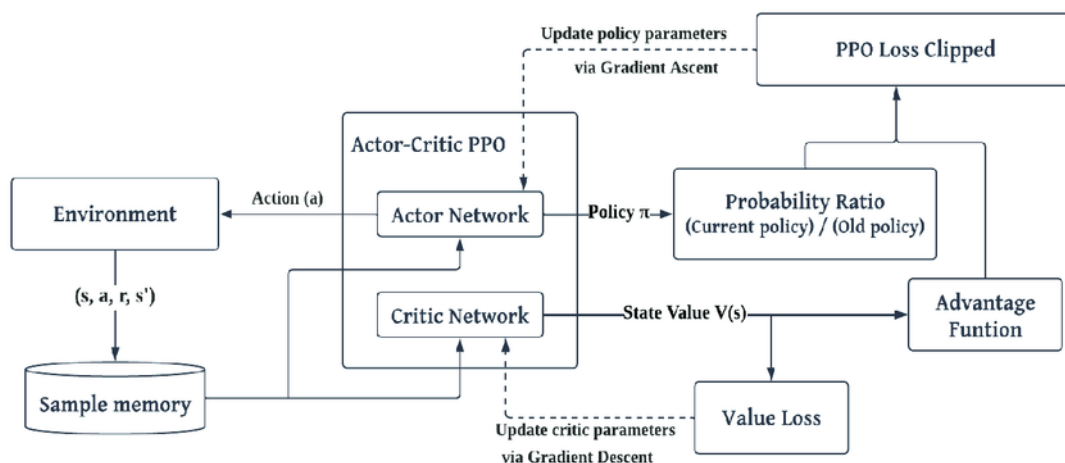 Update policy parameters
via Gradient Ascent
PPO Loss Clipped
Actor-Critic PPO
Environment
Action (a)
Actor Network
Policy π
Probability Ratio
(Current policy) / (Old policy)
(s, a, r, s')
Critic Network
State Value V(s)
Advantage
Funtion
Sample memory
Update critic parameters
via Gradient Descent
Value Loss